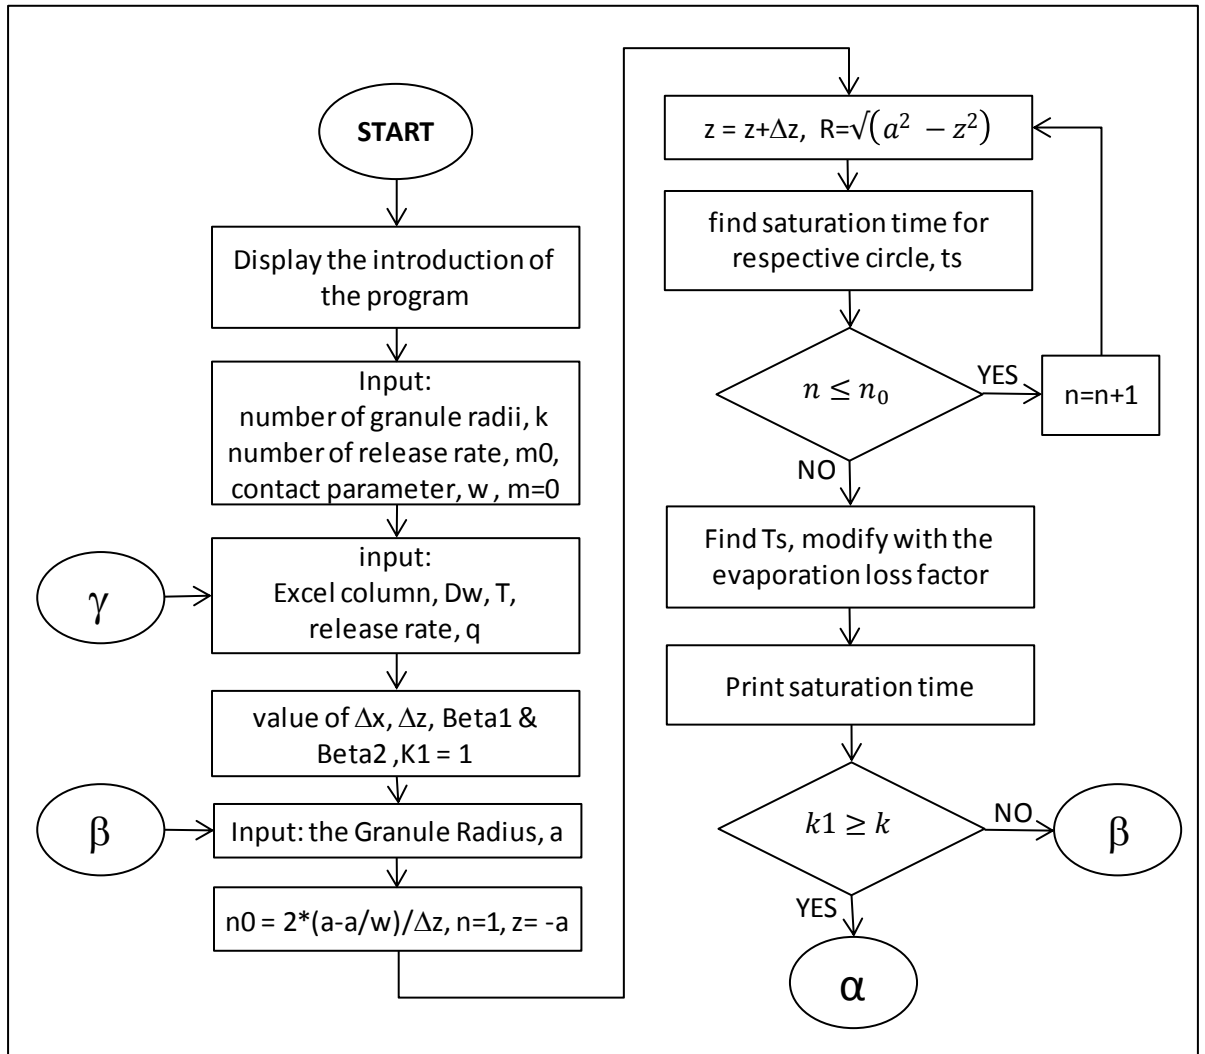 START
Display the introduction of
the program
Input:
number of granule radii, k
number of release rate, m0,
contact parameter, w , m=0
γ
input:
Excel column, Dw, T,
release rate, q
value of Δx, Δz, Beta1 &
Beta2 ,K1 = 1
β
Input: the Granule Radius, a
n0 = 2*(a-a/w)/Δz, n=1, z= -a
z = z+Δz, R=√(a² − z²)
find saturation time for
respective circle, ts
n ≤ n₀
YES
n=n+1
NO
Find Ts, modify with the
evaporation loss factor
Print saturation time
k1 ≥ k
NO
β
YES
α